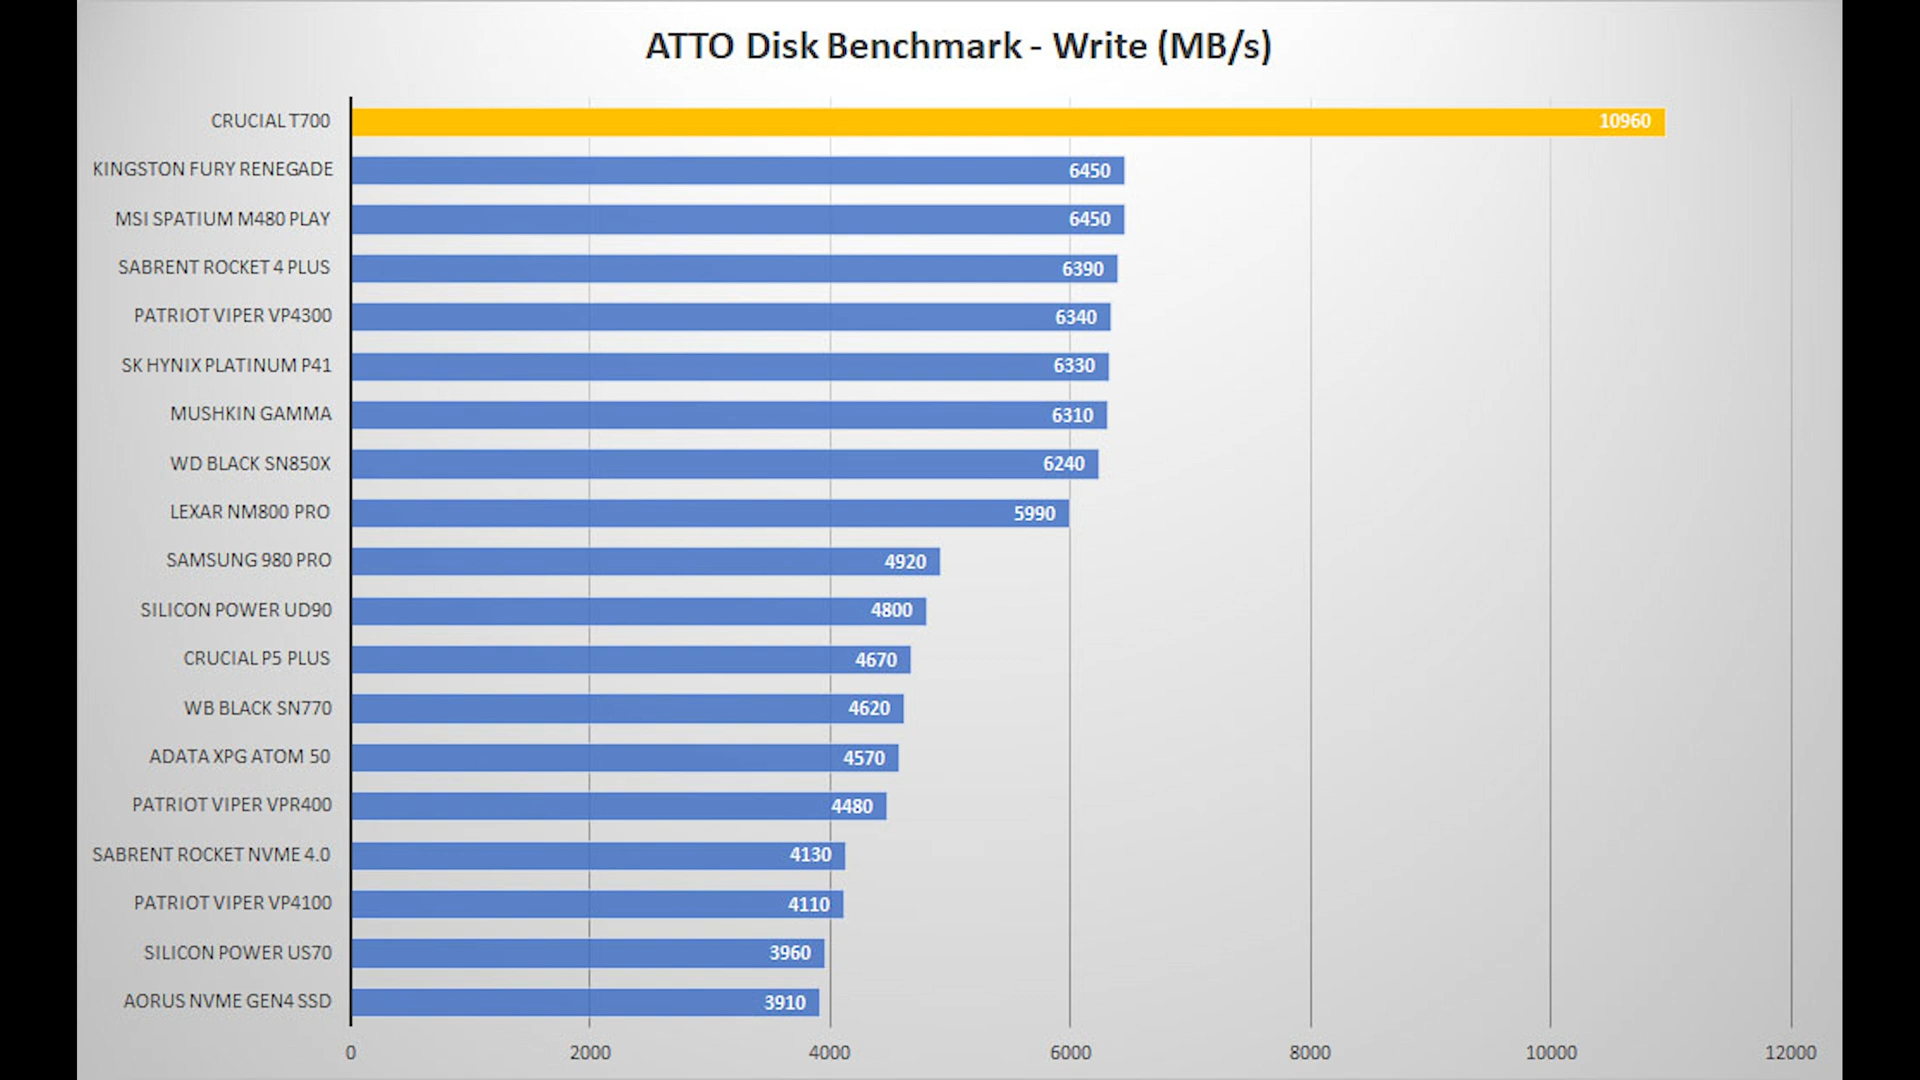 ATTO Disk Benchmark - Write (MB/s)
CRUCIAL T700 10960
KINGSTON FURY RENEGADE 6450
MSI SPATIUM M480 PLAY 6450
SABRENT ROCKET 4 PLUS 6390
PATRIOT VIPER VP4300 6340
SK HYNIX PLATINUM P41 6330
MUSHKIN GAMMA 6310
WD BLACK SN850X 6240
LEXAR NM800 PRO 5990
SAMSUNG 980 PRO 4920
SILICON POWER UD90 4800
CRUCIAL P5 PLUS 4670
WB BLACK SN770 4620
ADATA XPG ATOM 50 4570
PATRIOT VIPER VPR400 4480
SABRENT ROCKET NVME 4.0 4130
PATRIOT VIPER VP4100 4110
SILICON POWER US70 3960
AORUS NVME GEN4 SSD 3910
0 2000 4000 6000 8000 10000 12000